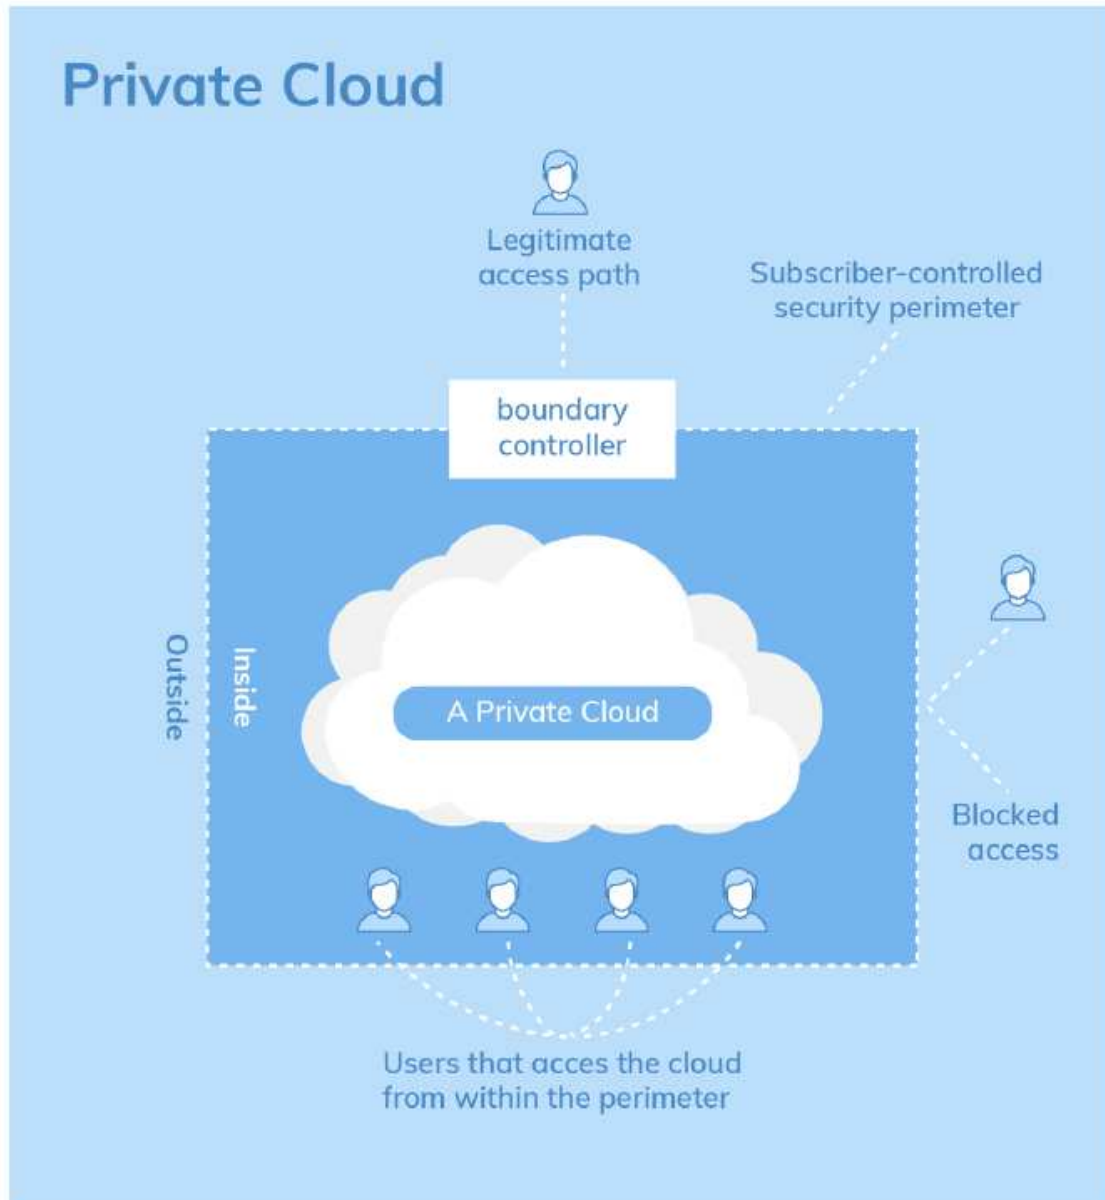 Private Cloud
Legitimate
access path
Subscriber-controlled
security perimeter
boundary
controller
Outside
Inside
A Private Cloud
Blocked
access
Users that acces the cloud
from within the perimeter